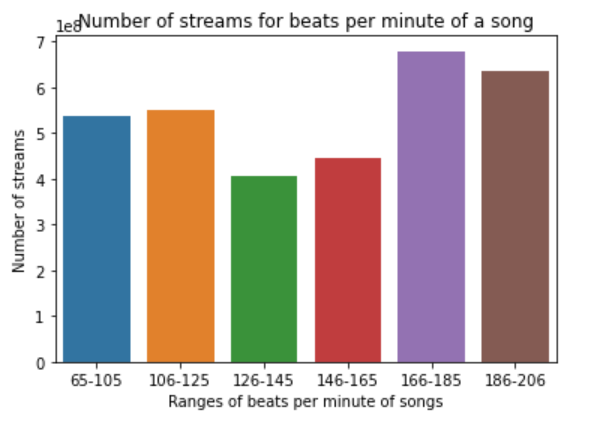 Number of streams for beats per minute of a song
1e8
7
6
5
4
3
2
1
0
Number of streams
65-105 106-125 126-145 146-165 166-185 186-206
Ranges of beats per minute of songs